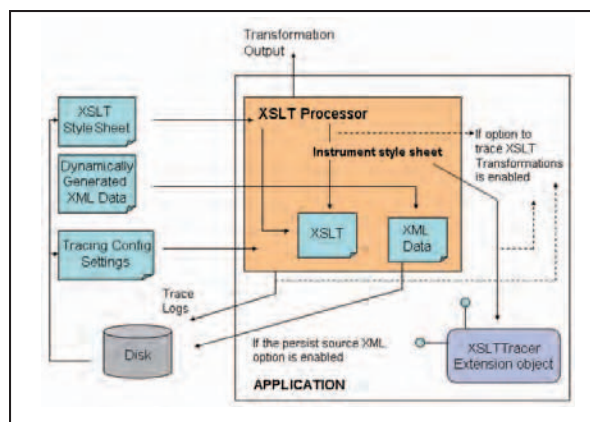 Transformation
Output
XSLT
Style Sheet
XSLT Processor
If option to
trace XSLT
Transformations
is enabled
Instrument style sheet
Dynamically
Generated
XML Data
XSLT
XML
Data
Tracing Config
Settings
Trace
Logs
If the persist source XML
option is enabled
Disk
XSLTTracer
Extension object
APPLICATION